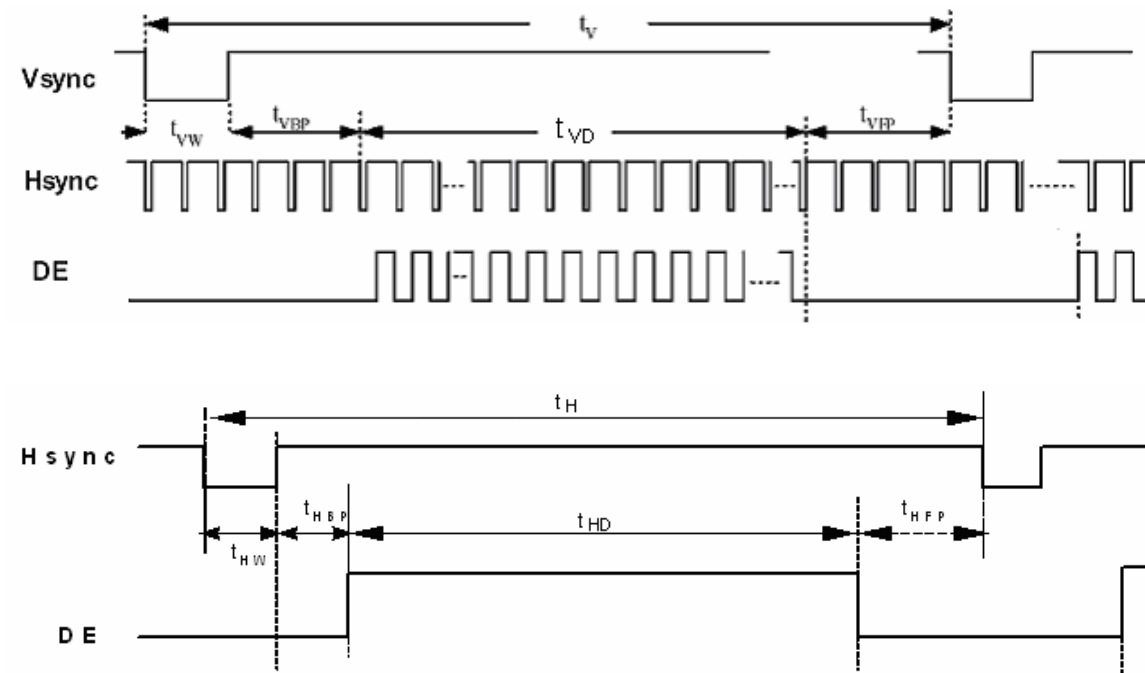 tV
Vsync
tVW
tVBP
tVD
tVFP
Hsync
DE
tH
Hsync
tHBP
tHD
tHFP
tHW
DE